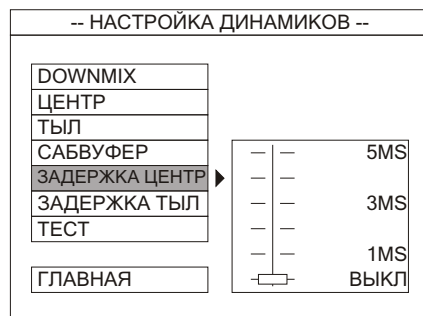 -- НАСТРОЙКА ДИНАМИКОВ --
DOWNMIX
ЦЕНТР
ТЫЛ
САБВУФЕР
ЗАДЕРЖКА ЦЕНТР
ЗАДЕРЖКА ТЫЛ
ТЕСТ
ГЛАВНАЯ
5MS
3MS
1MS
ВЫКЛ